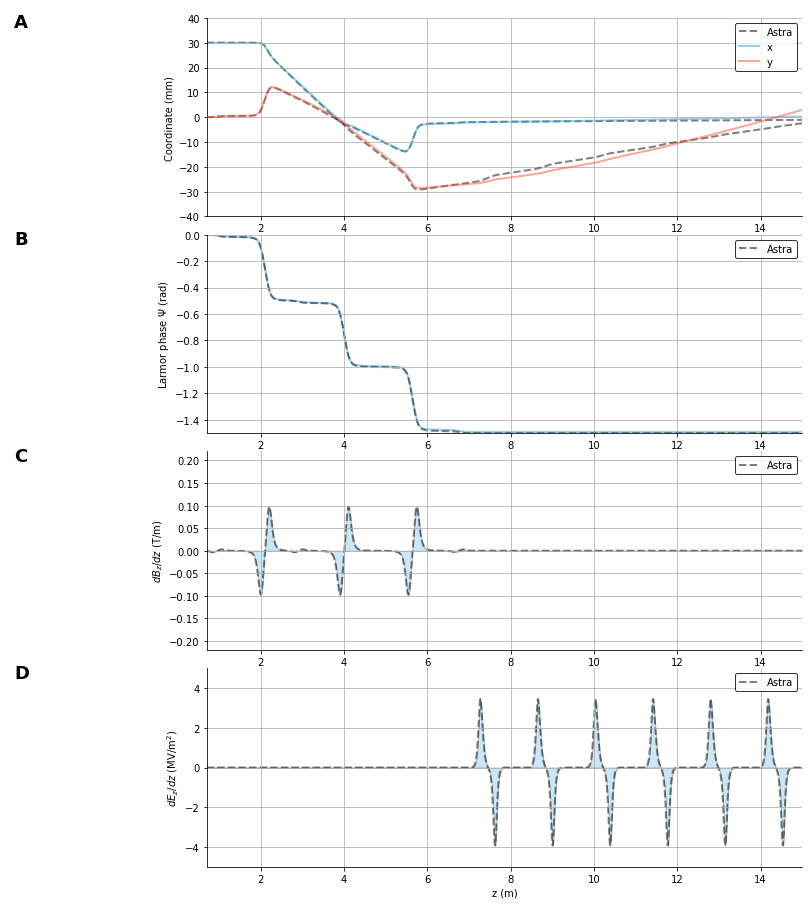 A
40
30
20
10
0
−10
−20
−30
−40
Coordinate (mm)
Astra
x
y
2 4 6 8 10 12 14
B
0.0
−0.2
−0.4
−0.6
−0.8
−1.0
−1.2
−1.4
Larmor phase Ψ (rad)
Astra
2 4 6 8 10 12 14
C
0.20
0.15
0.10
0.05
0.00
−0.05
−0.10
−0.15
−0.20
dB_z/dz (T/m)
Astra
2 4 6 8 10 12 14
D
4
2
0
−2
−4
dE_z/dz (MV/m²)
Astra
2 4 6 8 10 12 14
z (m)